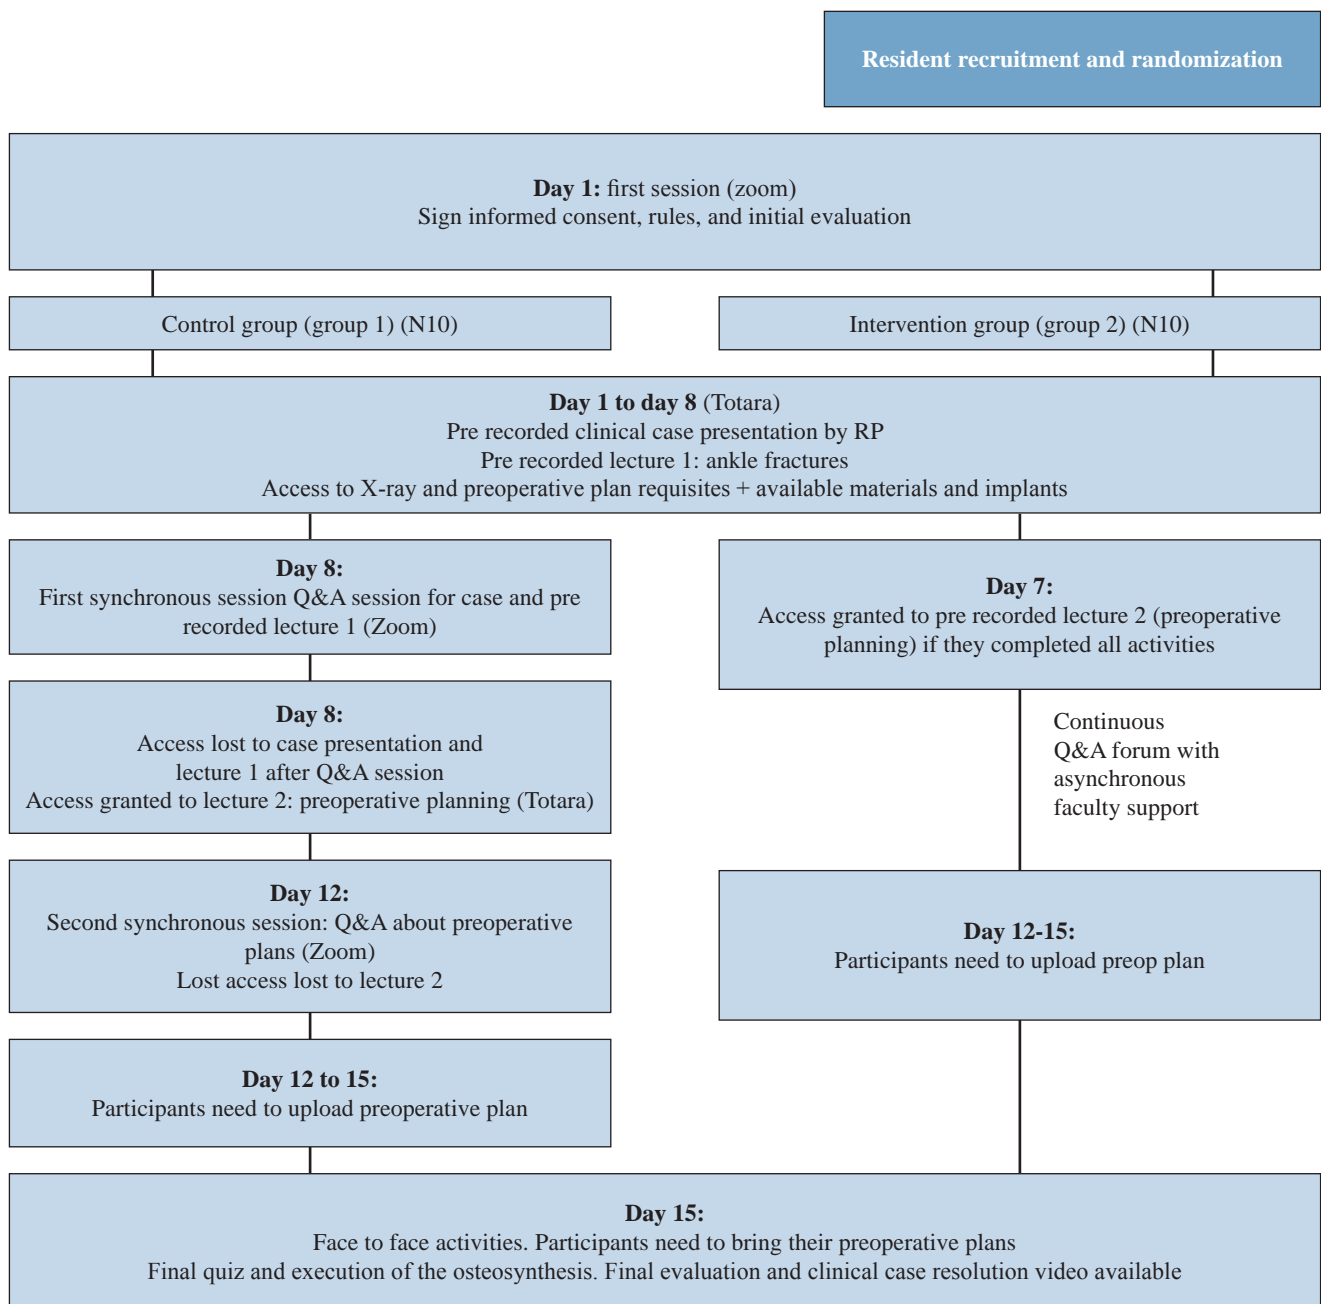 Resident recruitment and randomization
Day 1: first session (zoom)
Sign informed consent, rules, and initial evaluation
Control group (group 1) (N10)
Intervention group (group 2) (N10)
Day 1 to day 8 (Totara)
Pre recorded clinical case presentation by RP
Pre recorded lecture 1: ankle fractures
Access to X-ray and preoperative plan requisites + available materials and implants
Day 8:
First synchronous session Q&A session for case and pre
recorded lecture 1 (Zoom)
Day 8:
Access lost to case presentation and
lecture 1 after Q&A session
Access granted to lecture 2: preoperative planning (Totara)
Day 12:
Second synchronous session: Q&A about preoperative
plans (Zoom)
Lost access lost to lecture 2
Day 12 to 15:
Participants need to upload preoperative plan
Day 7:
Access granted to pre recorded lecture 2 (preoperative
planning) if they completed all activities
Continuous
Q&A forum with
asynchronous
faculty support
Day 12-15:
Participants need to upload preop plan
Day 15:
Face to face activities. Participants need to bring their preoperative plans
Final quiz and execution of the osteosynthesis. Final evaluation and clinical case resolution video available